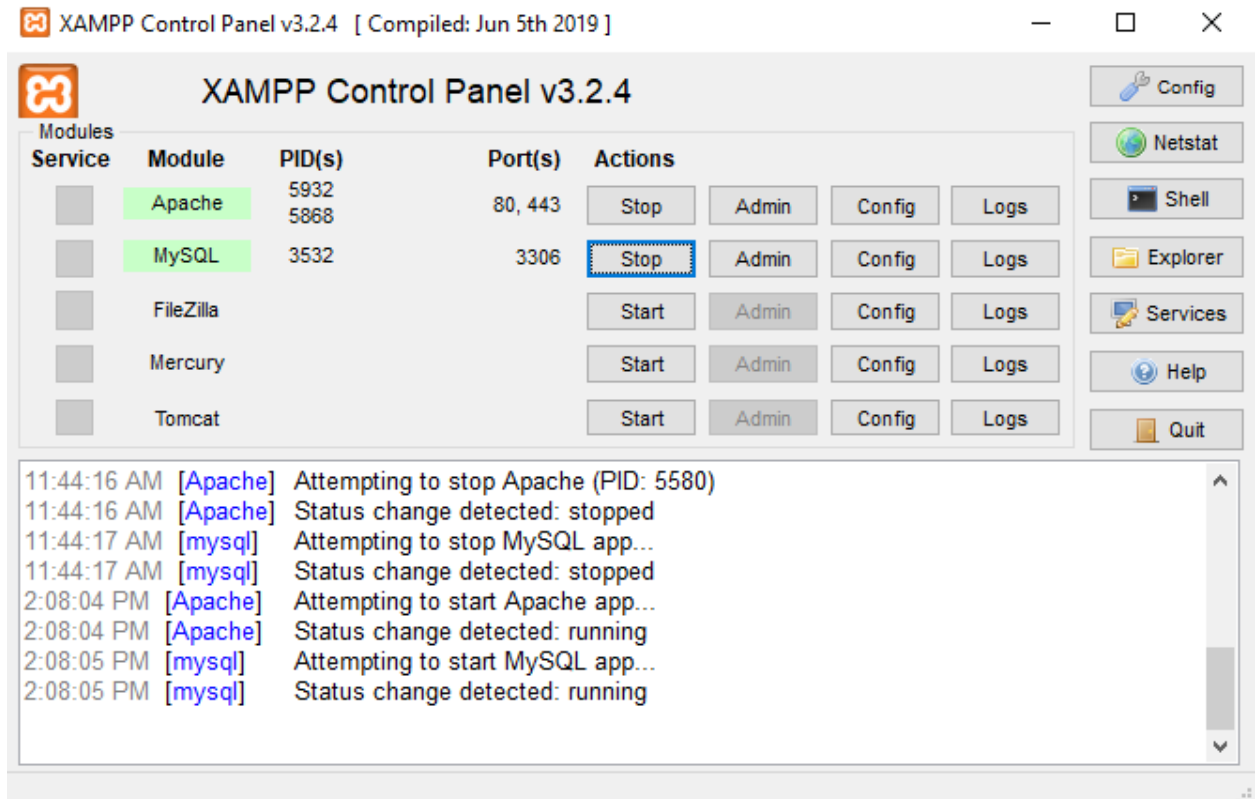 XAMPP Control Panel v3.2.4 [ Compiled: Jun 5th 2019 ]
XAMPP Control Panel v3.2.4
Config
Modules
Netstat
Service Module PID(s) Port(s) Actions
Apache 5932 5868 80, 443 Stop Admin Config Logs
Shell
MySQL 3532 3306 Stop Admin Config Logs
Explorer
FileZilla Start Admin Config Logs
Services
Mercury Start Admin Config Logs
Help
Tomcat Start Admin Config Logs
Quit
11:44:16 AM [Apache] Attempting to stop Apache (PID: 5580)
11:44:16 AM [Apache] Status change detected: stopped
11:44:17 AM [mysql] Attempting to stop MySQL app...
11:44:17 AM [mysql] Status change detected: stopped
2:08:04 PM [Apache] Attempting to start Apache app...
2:08:04 PM [Apache] Status change detected: running
2:08:05 PM [mysql] Attempting to start MySQL app...
2:08:05 PM [mysql] Status change detected: running